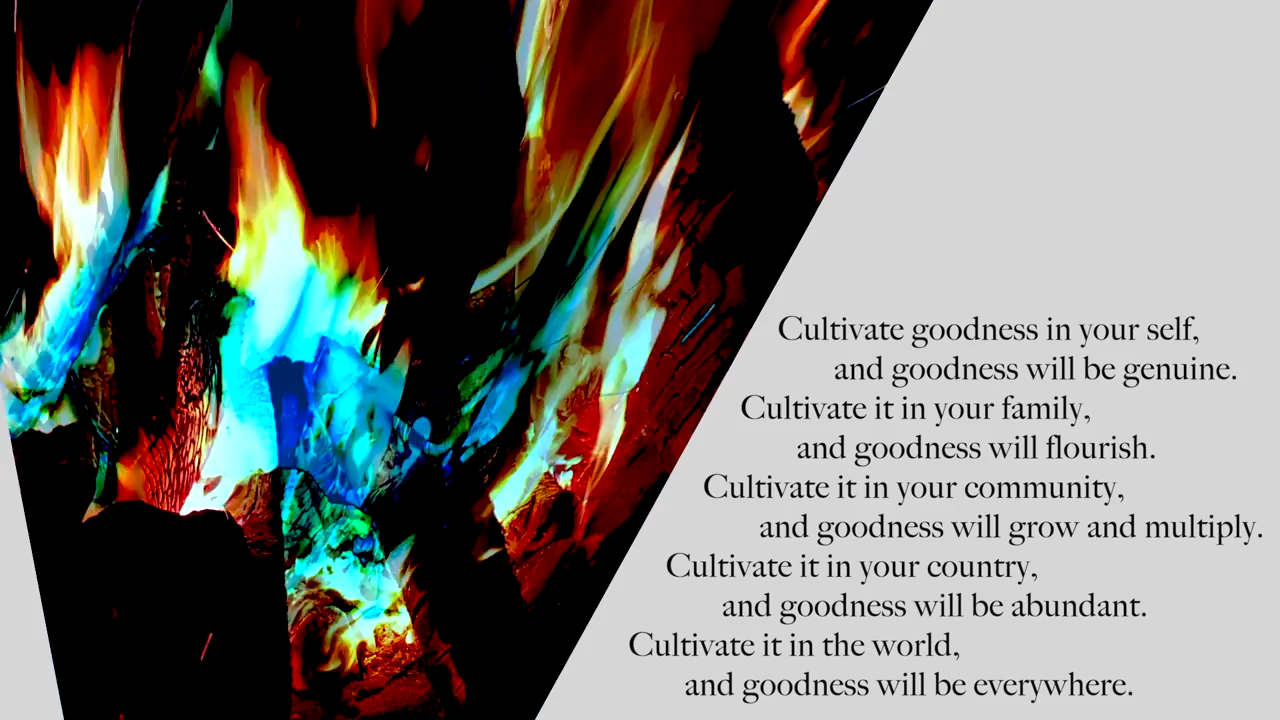 Cultivate goodness in your self,
and goodness will be genuine.
Cultivate it in your family,
and goodness will flourish.
Cultivate it in your community,
and goodness will grow and multiply.
Cultivate it in your country,
and goodness will be abundant.
Cultivate it in the world,
and goodness will be everywhere.